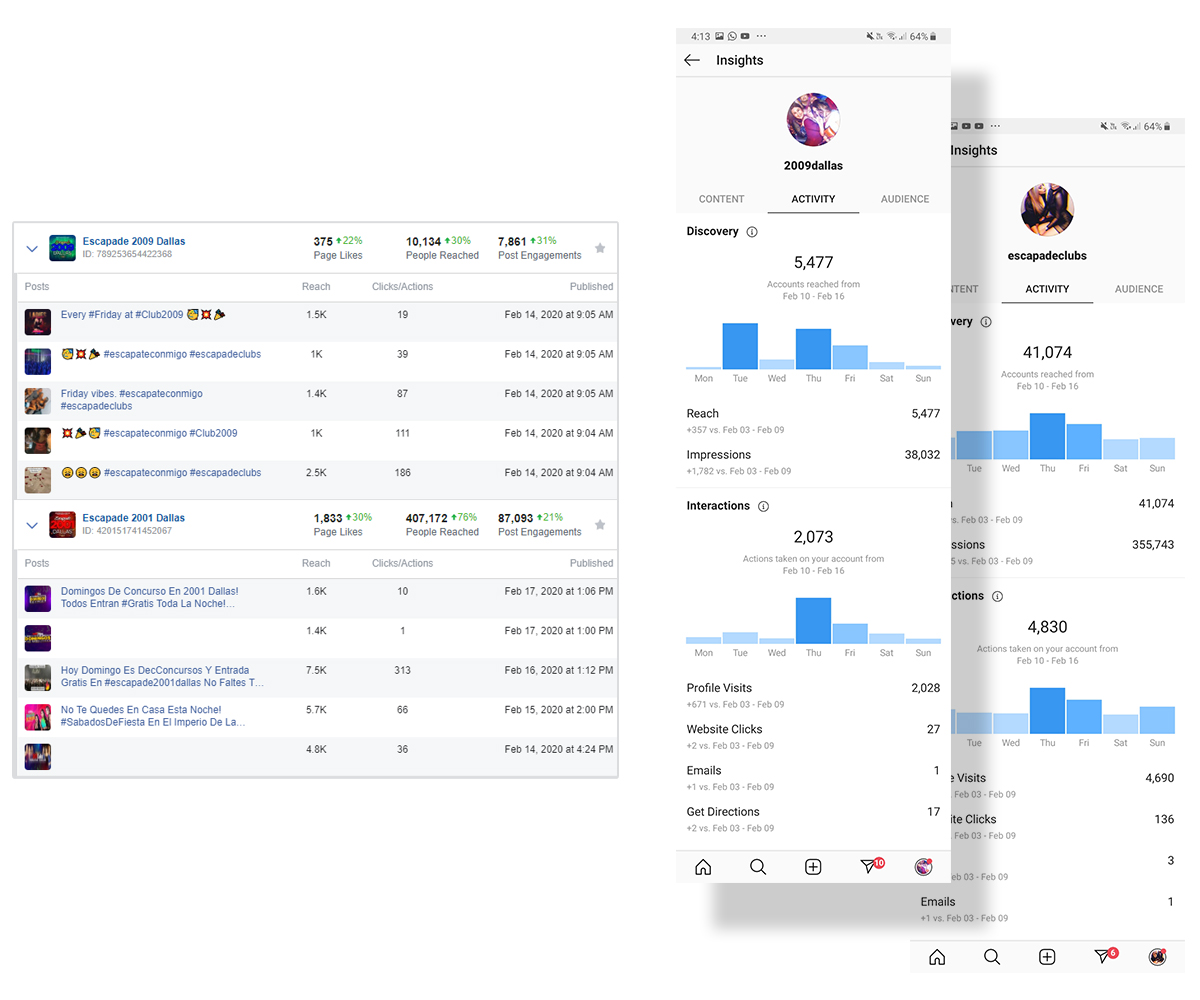 Escapade 2009 Dallas
ID: 789253654422368
375 22%
Page Likes
10,134 30%
People Reached
7,861 31%
Post Engagements
Posts Reach Clicks/Actions Published
Every #Friday at #Club2009 1.5K 19 Feb 14, 2020 at 9:05 AM
#escapateconmigo #escapadeclubs 1K 39 Feb 14, 2020 at 9:05 AM
Friday vibes. #escapateconmigo 1.4K 87 Feb 14, 2020 at 9:05 AM
#escapadeclubs
#escapateconmigo #Club2009 1K 111 Feb 14, 2020 at 9:04 AM
#escapateconmigo #escapadeclubs 2.5K 186 Feb 14, 2020 at 9:04 AM
Escapade 2001 Dallas
ID: 420151741452067
1,833 30%
Page Likes
407,172 76%
People Reached
87,093 21%
Post Engagements
Posts Reach Clicks/Actions Published
Domingos De Concurso En 2001 Dallas! 1.6K 10 Feb 17, 2020 at 1:06 PM
Todos Entran #Gratis Toda La Noche!…
1.4K 1 Feb 17, 2020 at 1:00 PM
Hoy Domingo Es DecConcursos Y Entrada 7.5K 313 Feb 16, 2020 at 1:12 PM
Gratis En #escapade2001dallas No Faltes T…
No Te Quedes En Casa Esta Noche! 5.7K 66 Feb 15, 2020 at 2:00 PM
#SabadosDeFiesta En El Imperio De La…
4.8K 36 Feb 14, 2020 at 4:24 PM
4:13 64%
Insights
2009dallas
CONTENT ACTIVITY AUDIENCE
Discovery
5,477
Accounts reached from
Feb 10 - Feb 16
Mon Tue Wed Thu Fri Sat Sun
Reach 5,477
+357 vs. Feb 03 - Feb 09
Impressions 38,032
+1,782 vs. Feb 03 - Feb 09
Interactions
2,073
Actions taken on your account from
Feb 10 - Feb 16
Mon Tue Wed Thu Fri Sat Sun
Profile Visits 2,028
+671 vs. Feb 03 - Feb 09
Website Clicks 27
+2 vs. Feb 03 - Feb 09
Emails 1
+1 vs. Feb 03 - Feb 09
Get Directions 17
+2 vs. Feb 03 - Feb 09
10
64%
Insights
escapadeclubs
TENT ACTIVITY AUDIENCE
very
41,074
Accounts reached from
Feb 10 - Feb 16
Tue Wed Thu Fri Sat Sun
41,074
vs. Feb 03 - Feb 09
ssions 355,743
5 vs. Feb 03 - Feb 09
ctions
4,830
Actions taken on your account from
Feb 10 - Feb 16
Tue Wed Thu Fri Sat Sun
e Visits 4,690
Feb 03 - Feb 09
ite Clicks 136
Feb 03 - Feb 09
3
eb 03 - Feb 09
Emails 1
+1 vs. Feb 03 - Feb 09
6